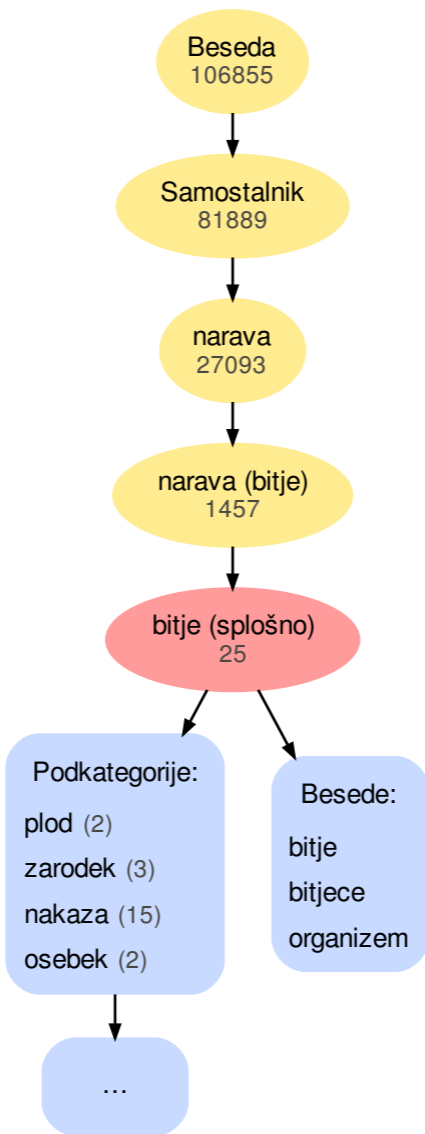 Beseda
106855
Samostalnik
81889
narava
27093
narava (bitje)
1457
bitje (splošno)
25
Podkategorije:
plod (2)
zarodek (3)
nakaza (15)
osebek (2)
Besede:
bitje
bitjece
organizem
...